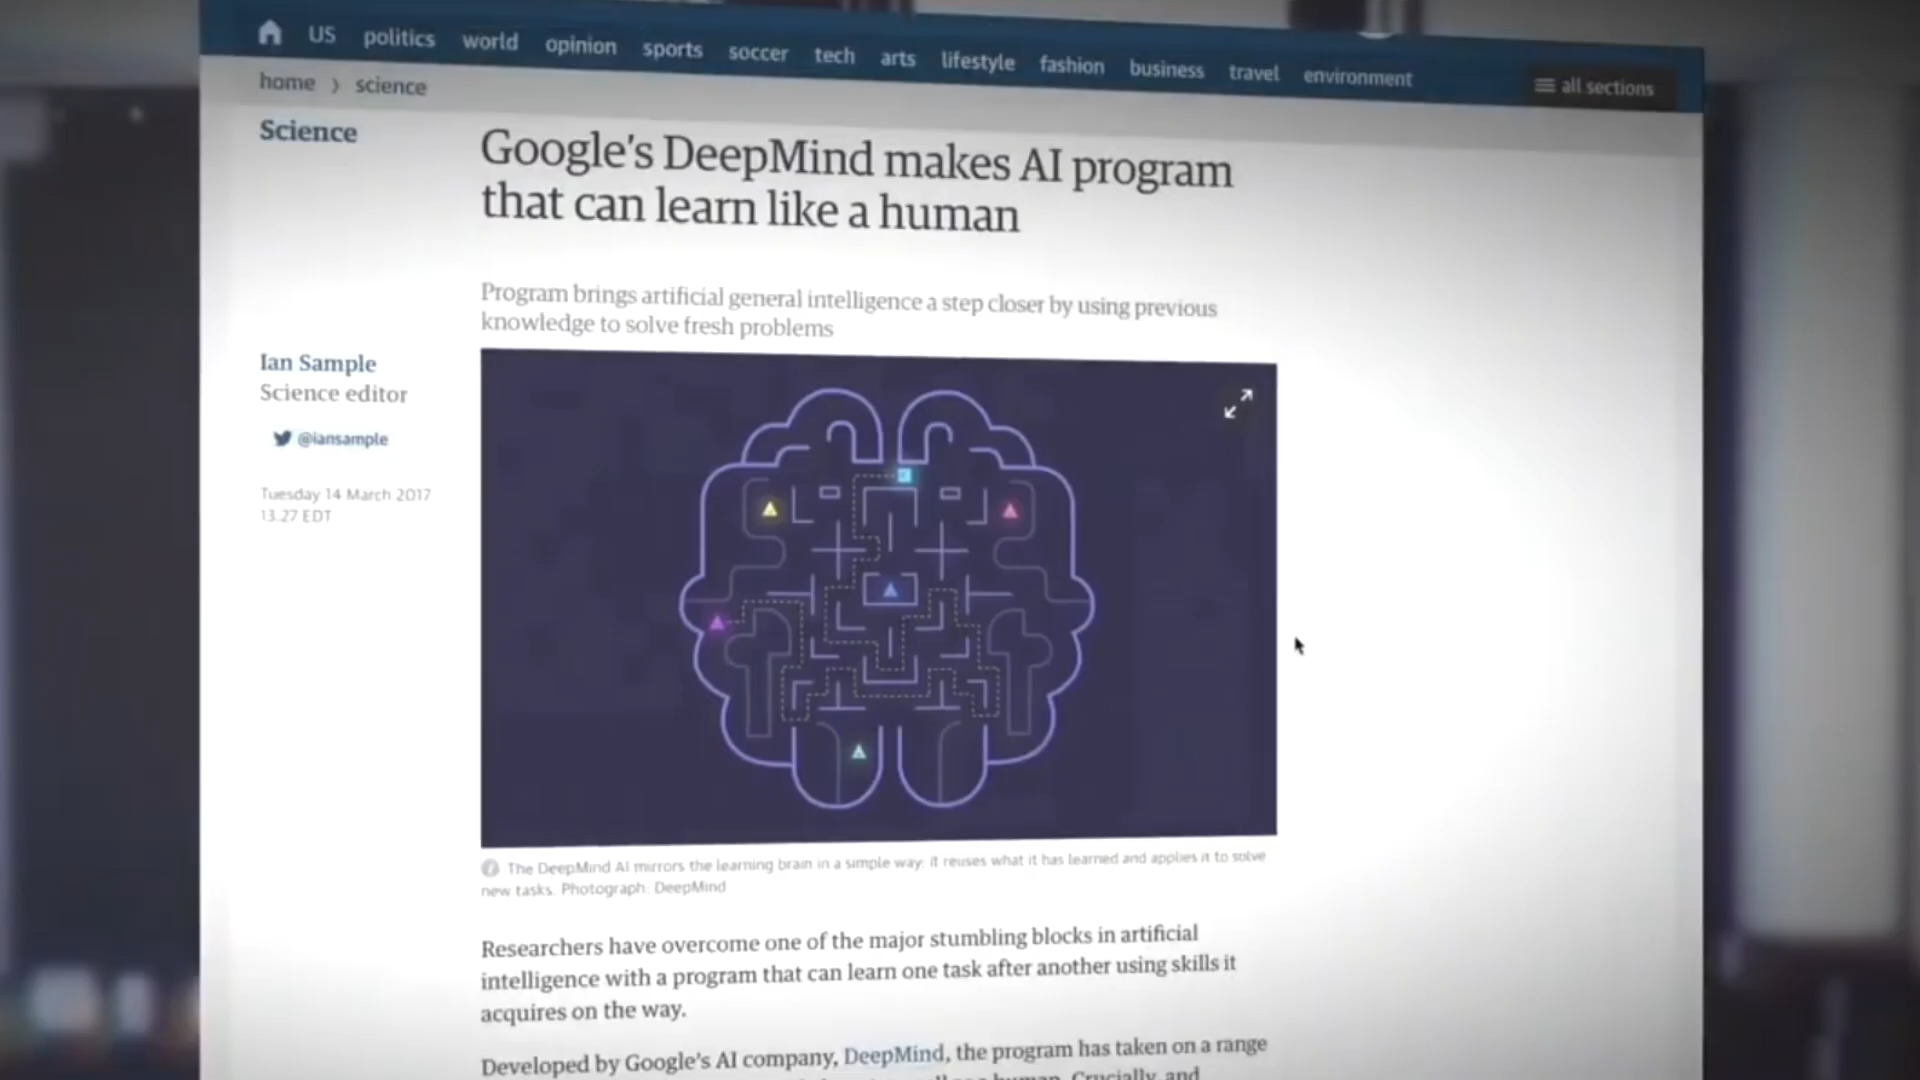 US politics world opinion sports soccer tech arts lifestyle fashion business travel environment all sections
home › science
Science
Google's DeepMind makes AI program
that can learn like a human
Program brings artificial general intelligence a step closer by using previous
knowledge to solve fresh problems
Ian Sample
Science editor
@iansample
Tuesday 14 March 2017
13.27 EDT
The DeepMind AI mirrors the learning brain in a simple way: it reuses what it has learned and applies it to solve
new tasks. Photograph: DeepMind
Researchers have overcome one of the major stumbling blocks in artificial
intelligence with a program that can learn one task after another using skills it
acquires on the way.
Developed by Google's AI company, DeepMind, the program has taken on a range
human. Crucially, and